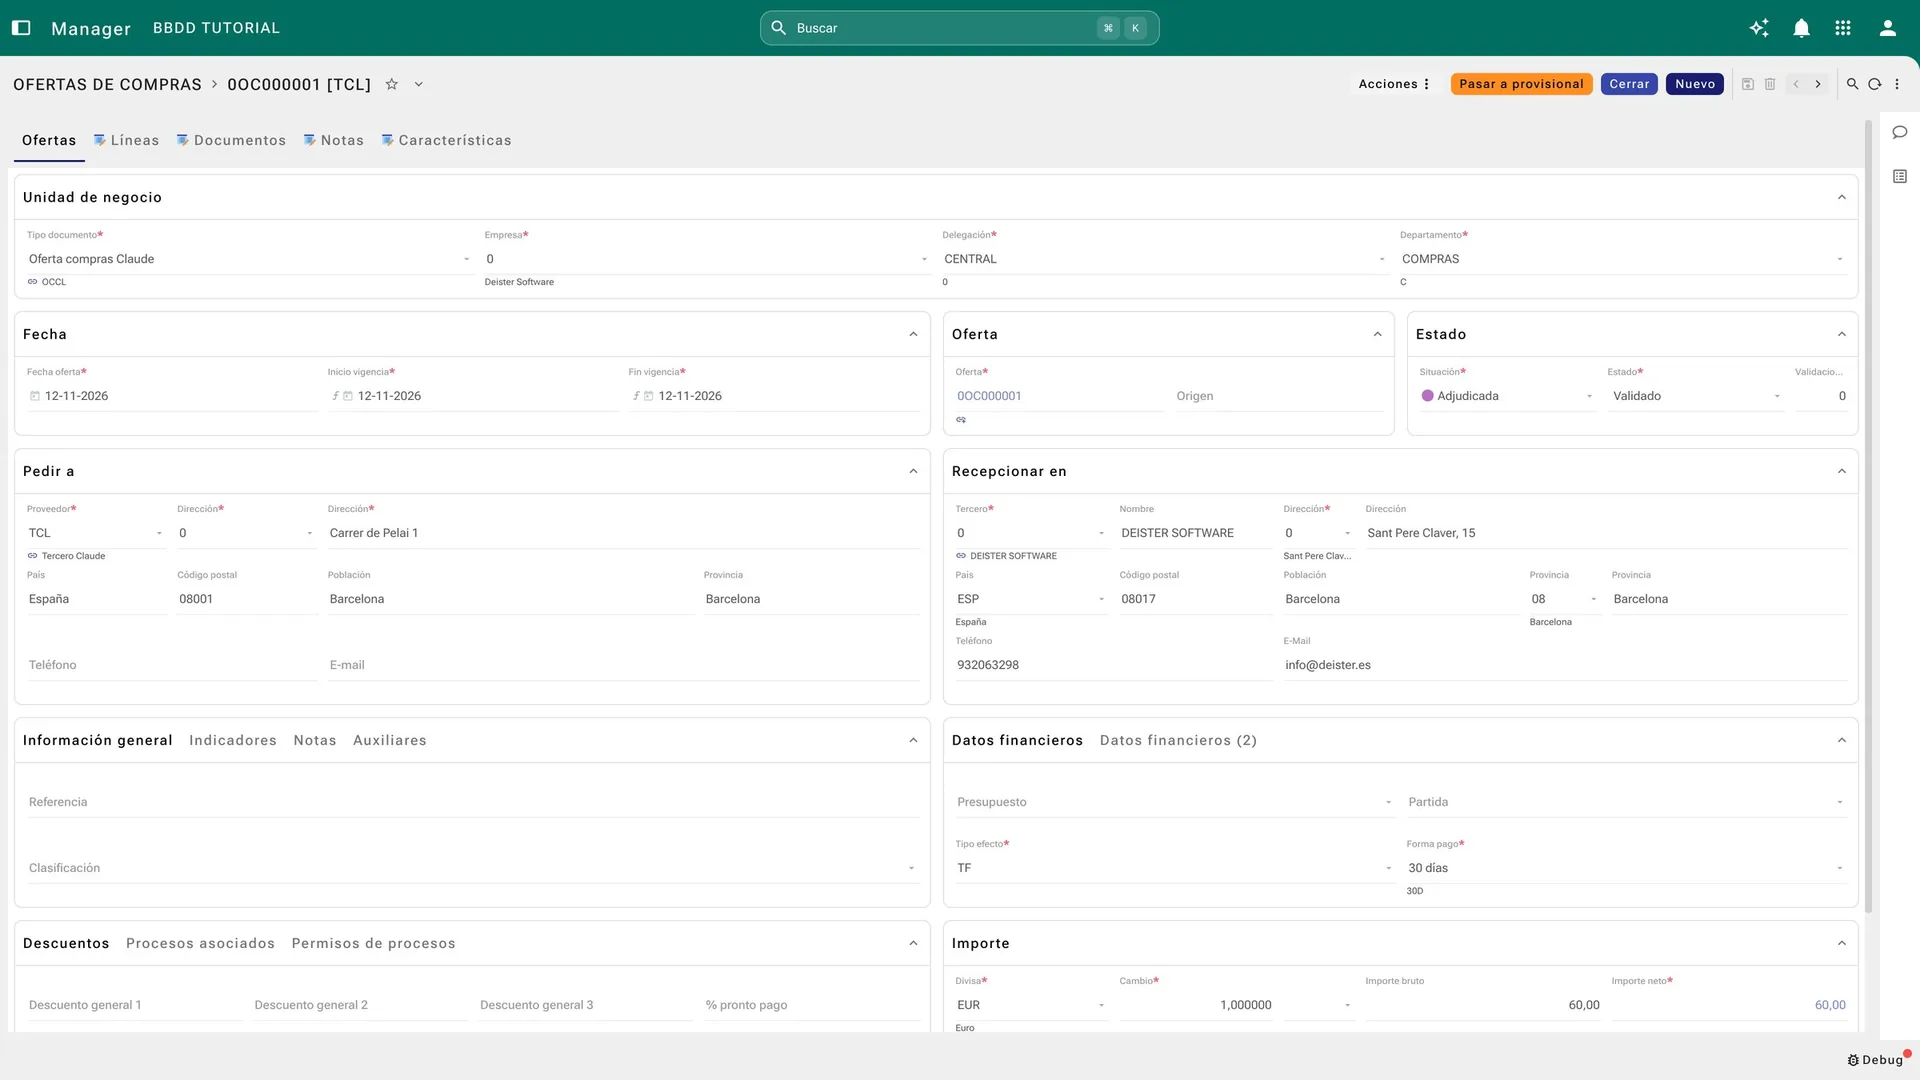 Manager BBDD TUTORIAL Buscar ⌘ K
OFERTAS DE COMPRAS > 0OC000001 [TCL] Acciones Pasar a provisional Cerrar Nuevo
Ofertas Líneas Documentos Notas Características
Unidad de negocio
Tipo documento* Empresa* Delegación* Departamento*
Oferta compras Claude 0 CENTRAL COMPRAS
OCCL Deister Software 0 C
Fecha Oferta Estado
Fecha oferta* Inicio vigencia* Fin vigencia* Oferta* Situación* Estado* Validacio...
12-11-2026 12-11-2026 12-11-2026 0OC000001 Origen Adjudicada Validado 0
Pedir a Recepcionar en
Proveedor* Dirección* Dirección* Tercero* Nombre Dirección* Dirección
TCL 0 Carrer de Pelai 1 0 DEISTER SOFTWARE 0 Sant Pere Claver, 15
Tercero Claude DEISTER SOFTWARE Sant Pere Clav...
País Código postal Población Provincia País Código postal Población Provincia Provincia
España 08001 Barcelona Barcelona ESP 08017 Barcelona 08 Barcelona
España Barcelona
Teléfono E-Mail
Teléfono E-mail 932063298 info@deister.es
Información general Indicadores Notas Auxiliares Datos financieros Datos financieros (2)
Referencia Presupuesto Partida
Tipo efecto* Forma pago*
Clasificación TF 30 días
30D
Descuentos Procesos asociados Permisos de procesos Importe
Divisa* Cambio* Importe bruto Importe neto*
Descuento general 1 Descuento general 2 Descuento general 3 % pronto pago EUR 1,000000 60,00 60,00
Euro
Debug